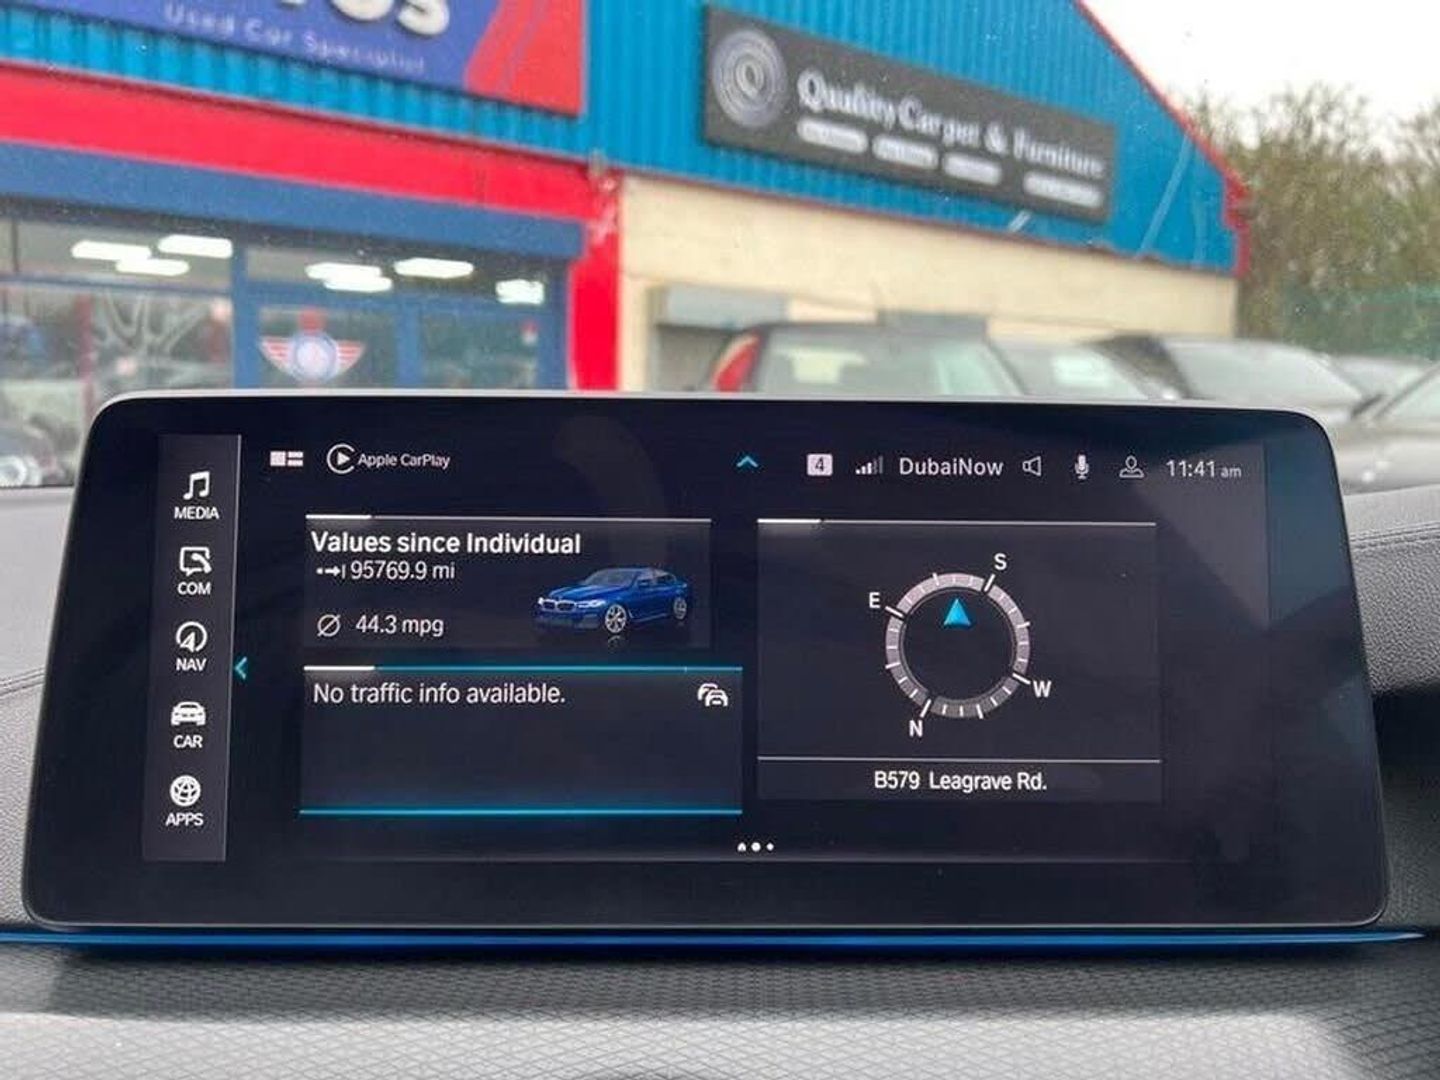 Used Car Specialist
Quality Carpet & Furniture
Apple CarPlay
4
DubaiNow
11:41 am
MEDIA
COM
NAV
CAR
APPS
Values since Individual
95769.9 mi
44.3 mpg
No traffic info available.
S
E
W
N
B579 Leagrave Rd.